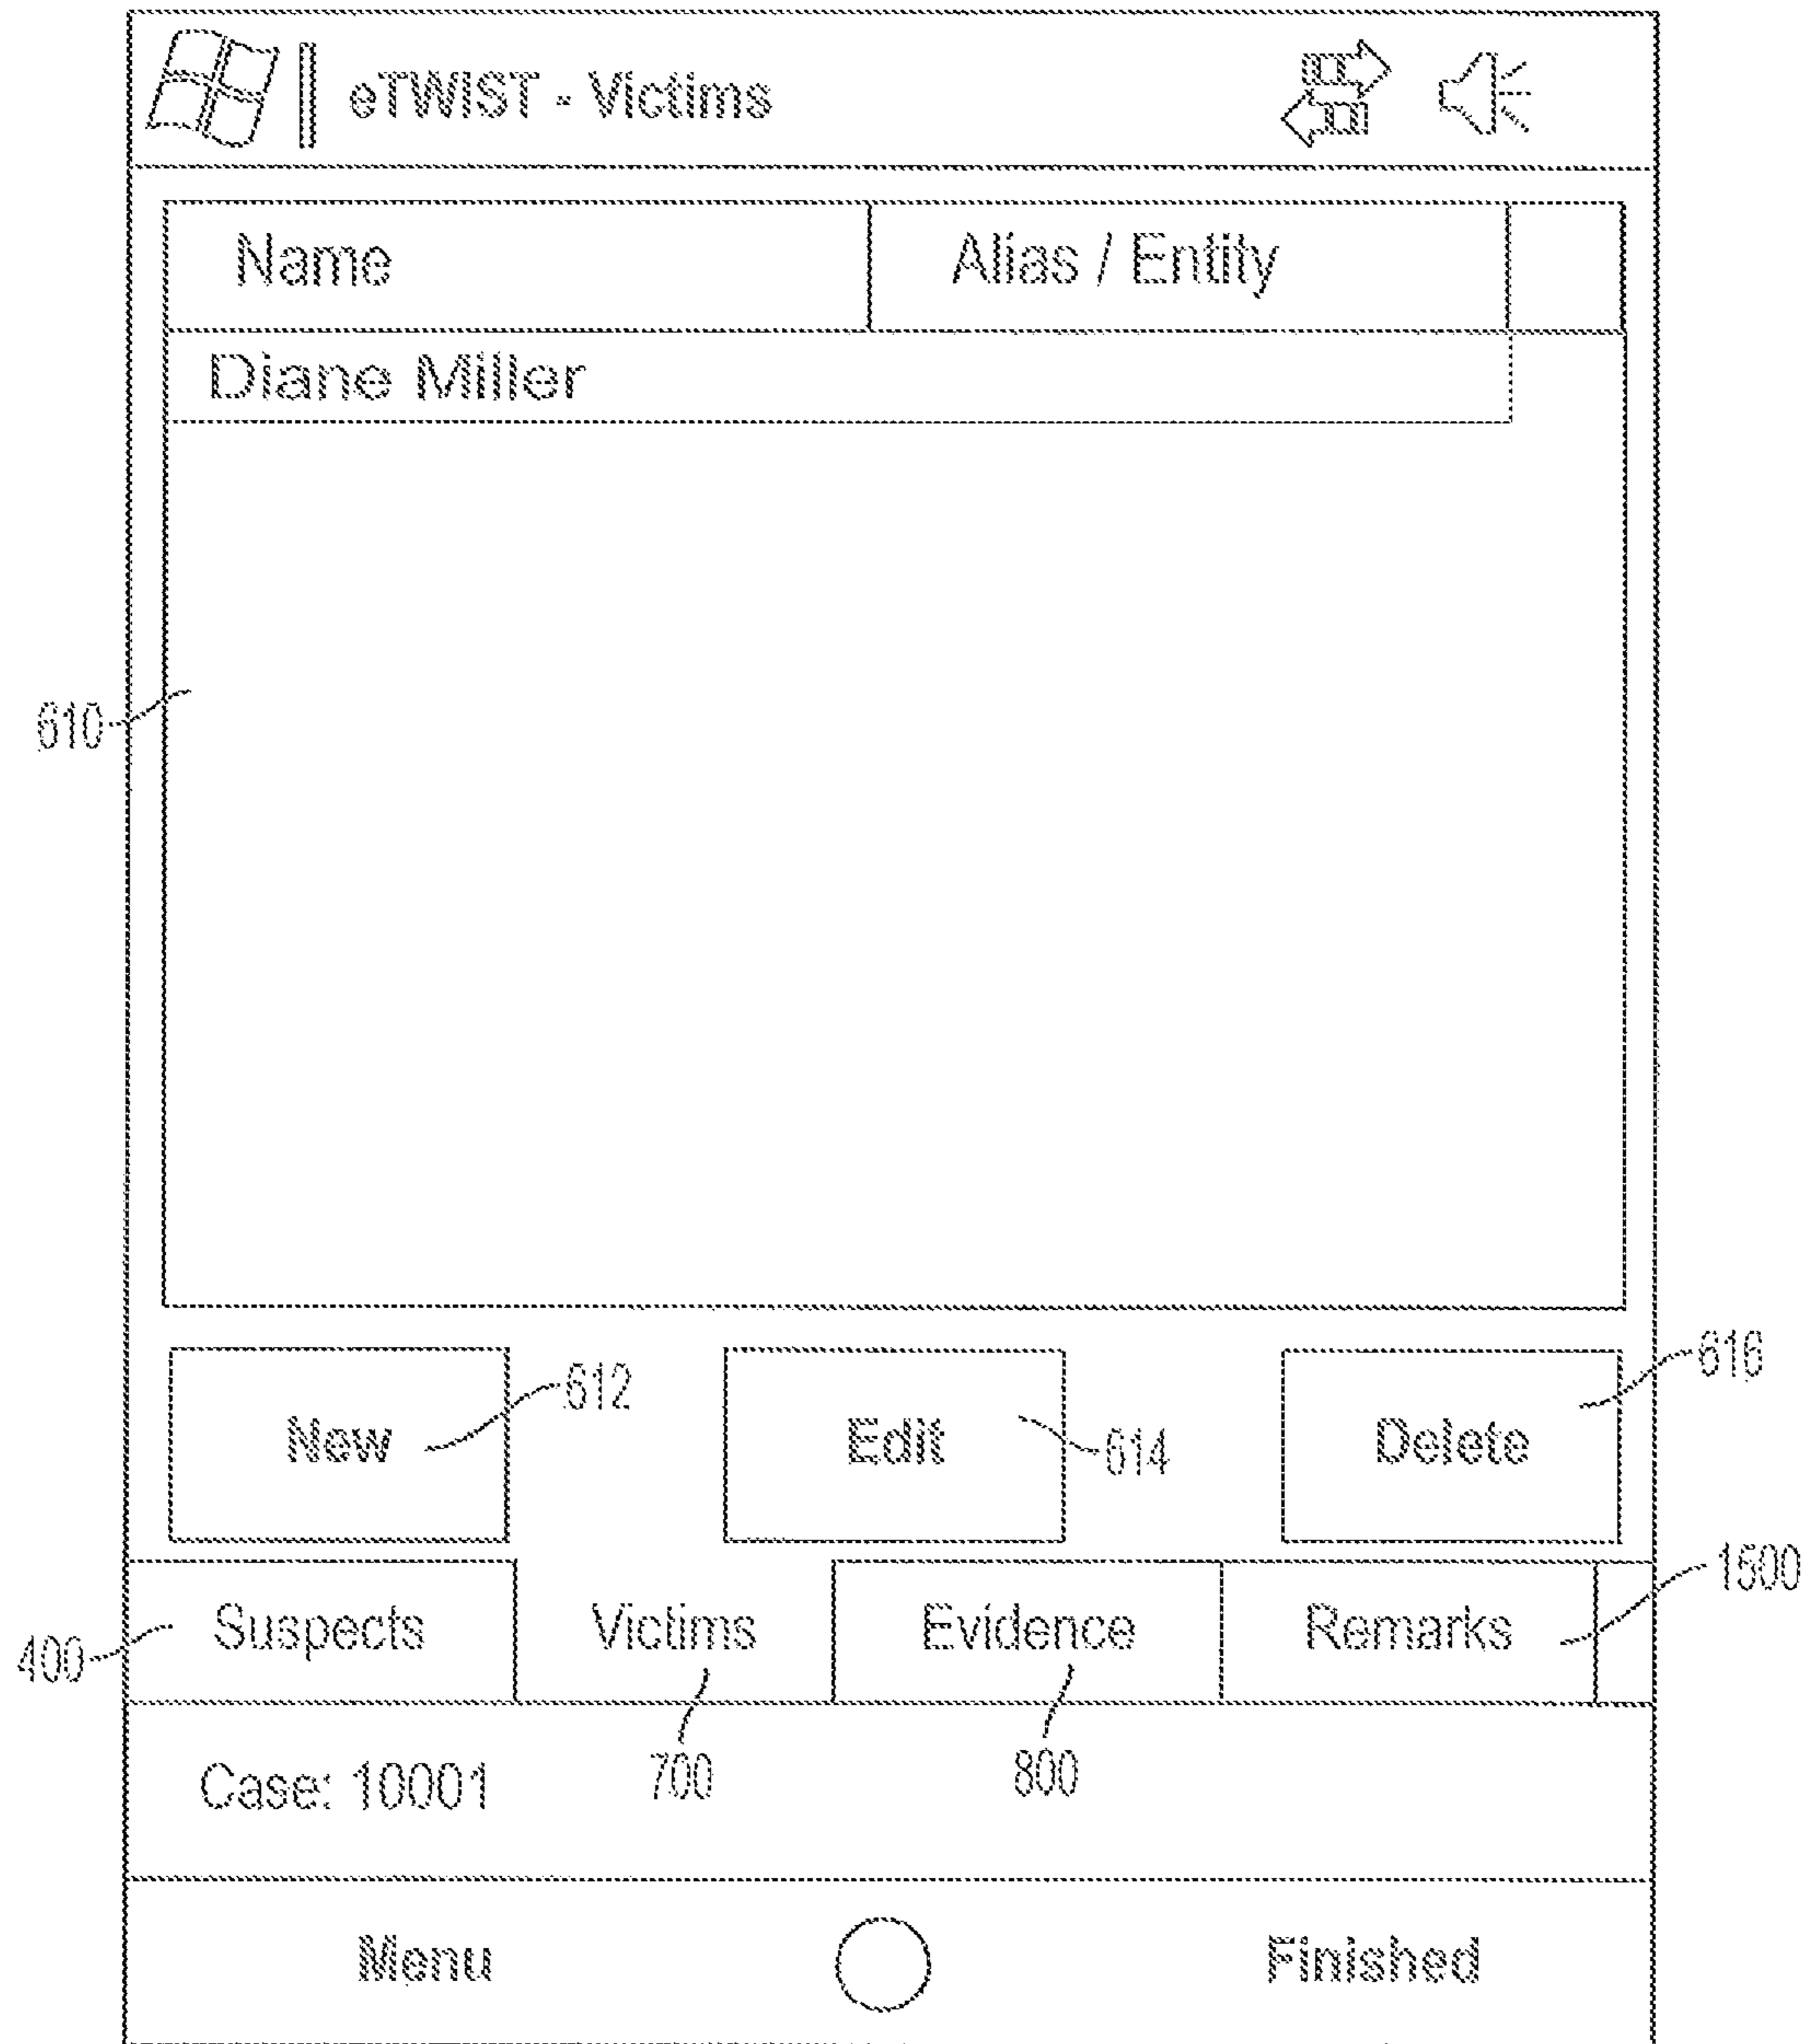 eTWIST - Victims
Name Alias / Entity
Diane Miller
610
616
612
New Edit Delete
614
1500
Suspects Victims Evidence Remarks
400
700 800
Case: 10001
Menu Finished